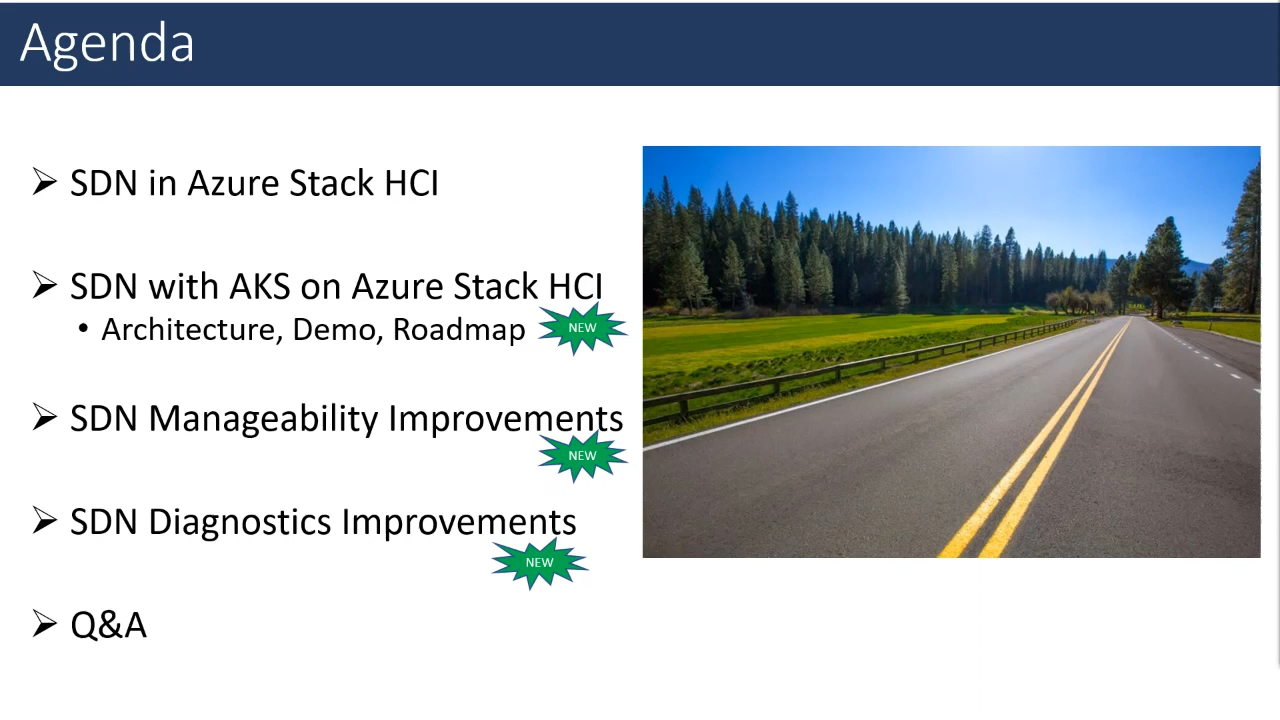 Agenda
SDN in Azure Stack HCI
SDN with AKS on Azure Stack HCI
Architecture, Demo, Roadmap
NEW
SDN Manageability Improvements
NEW
SDN Diagnostics Improvements
NEW
Q&A